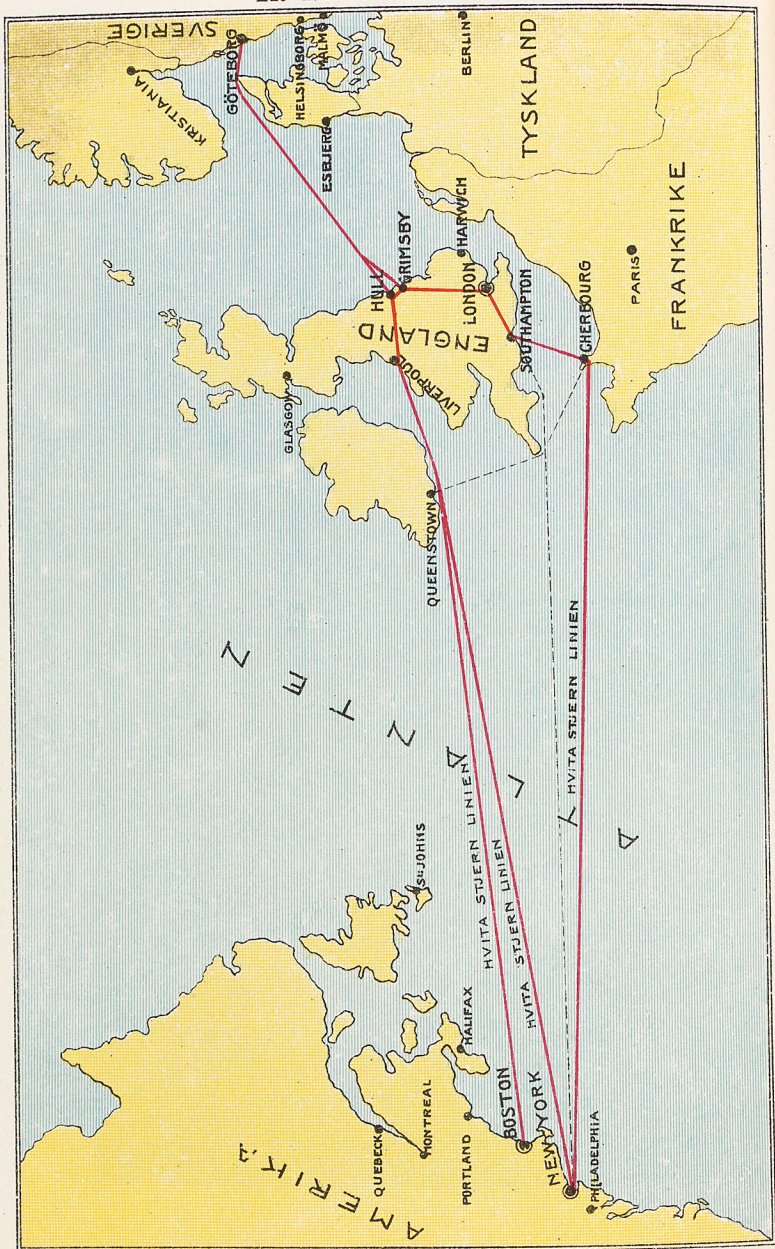 SVERIGE
KRISTIANIA
GÖTEBORG
HELSINGBORG
MALMÖ
ESBJERG
BERLIN
TYSKLAND
HARWICH
GRIMSBY
HULL
LONDON
ENGLAND
SOUTHAMPTON
CHERBOURG
PARIS
FRANKRIKE
LIVERPOOL
GLASGOW
QUEENSTOWN
ATLANTEN
HVITA STJERN LINIEN
HVITA STJERN LINIEN
HVITA STJERN LINIEN
St JOHNS
HALIFAX
BOSTON
NEW YORK
PHILADELPHIA
PORTLAND
MONTREAL
QUEBECK
AMERIKA